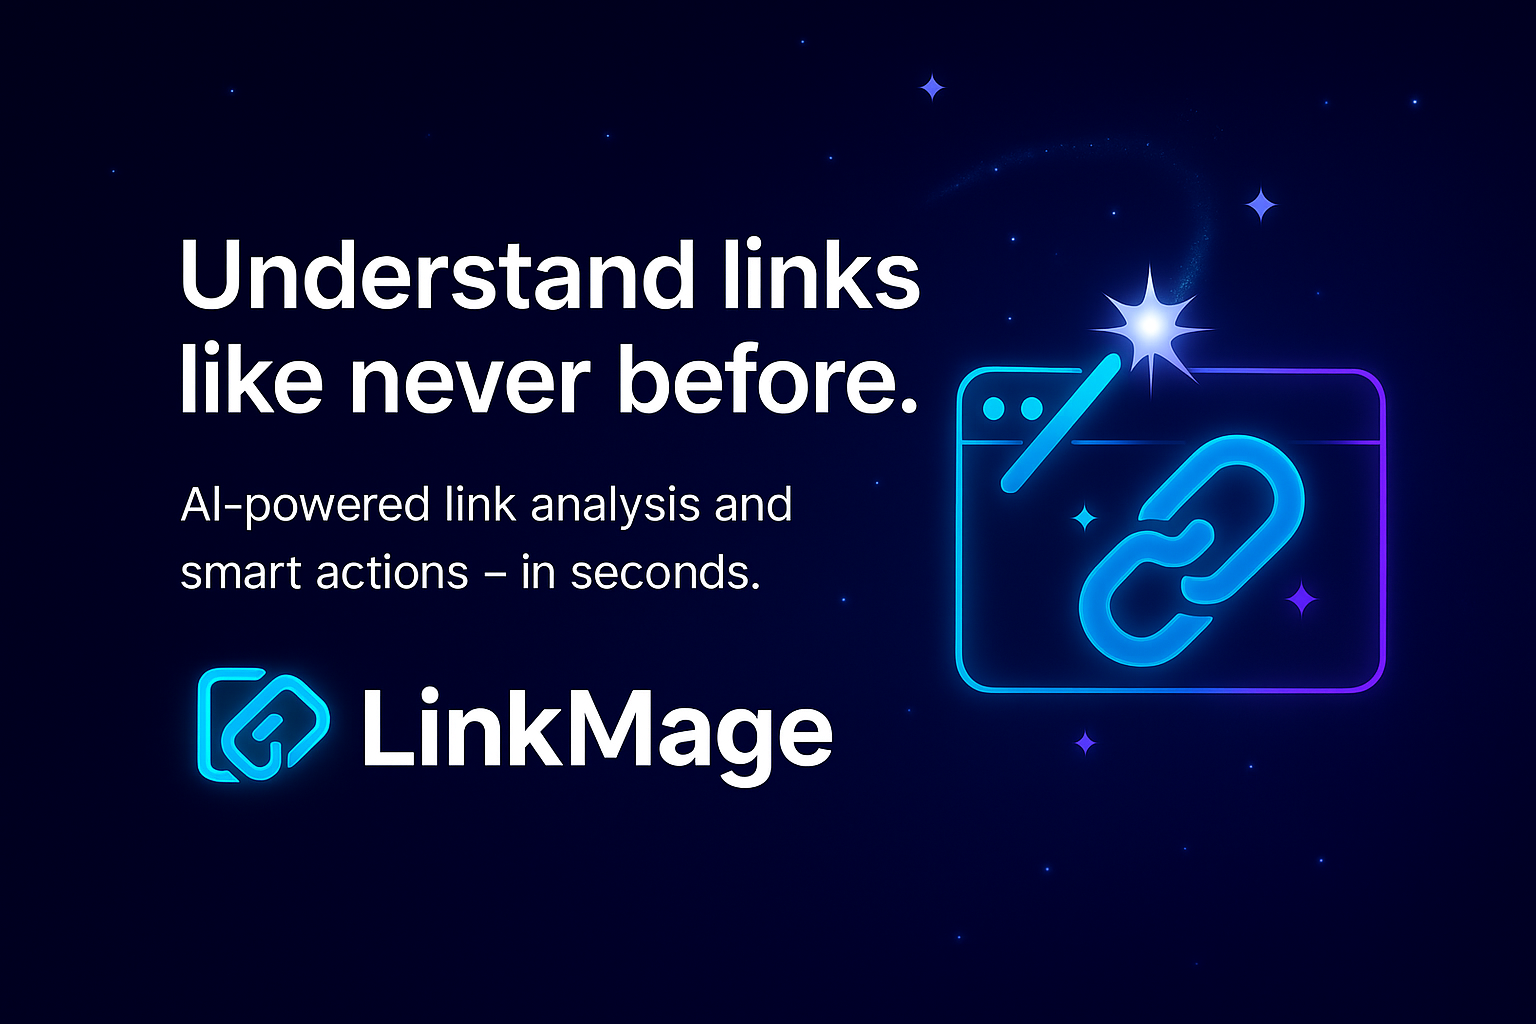 Understand links
like never before.
AI-powered link analysis and
smart actions – in seconds.
LinkMage